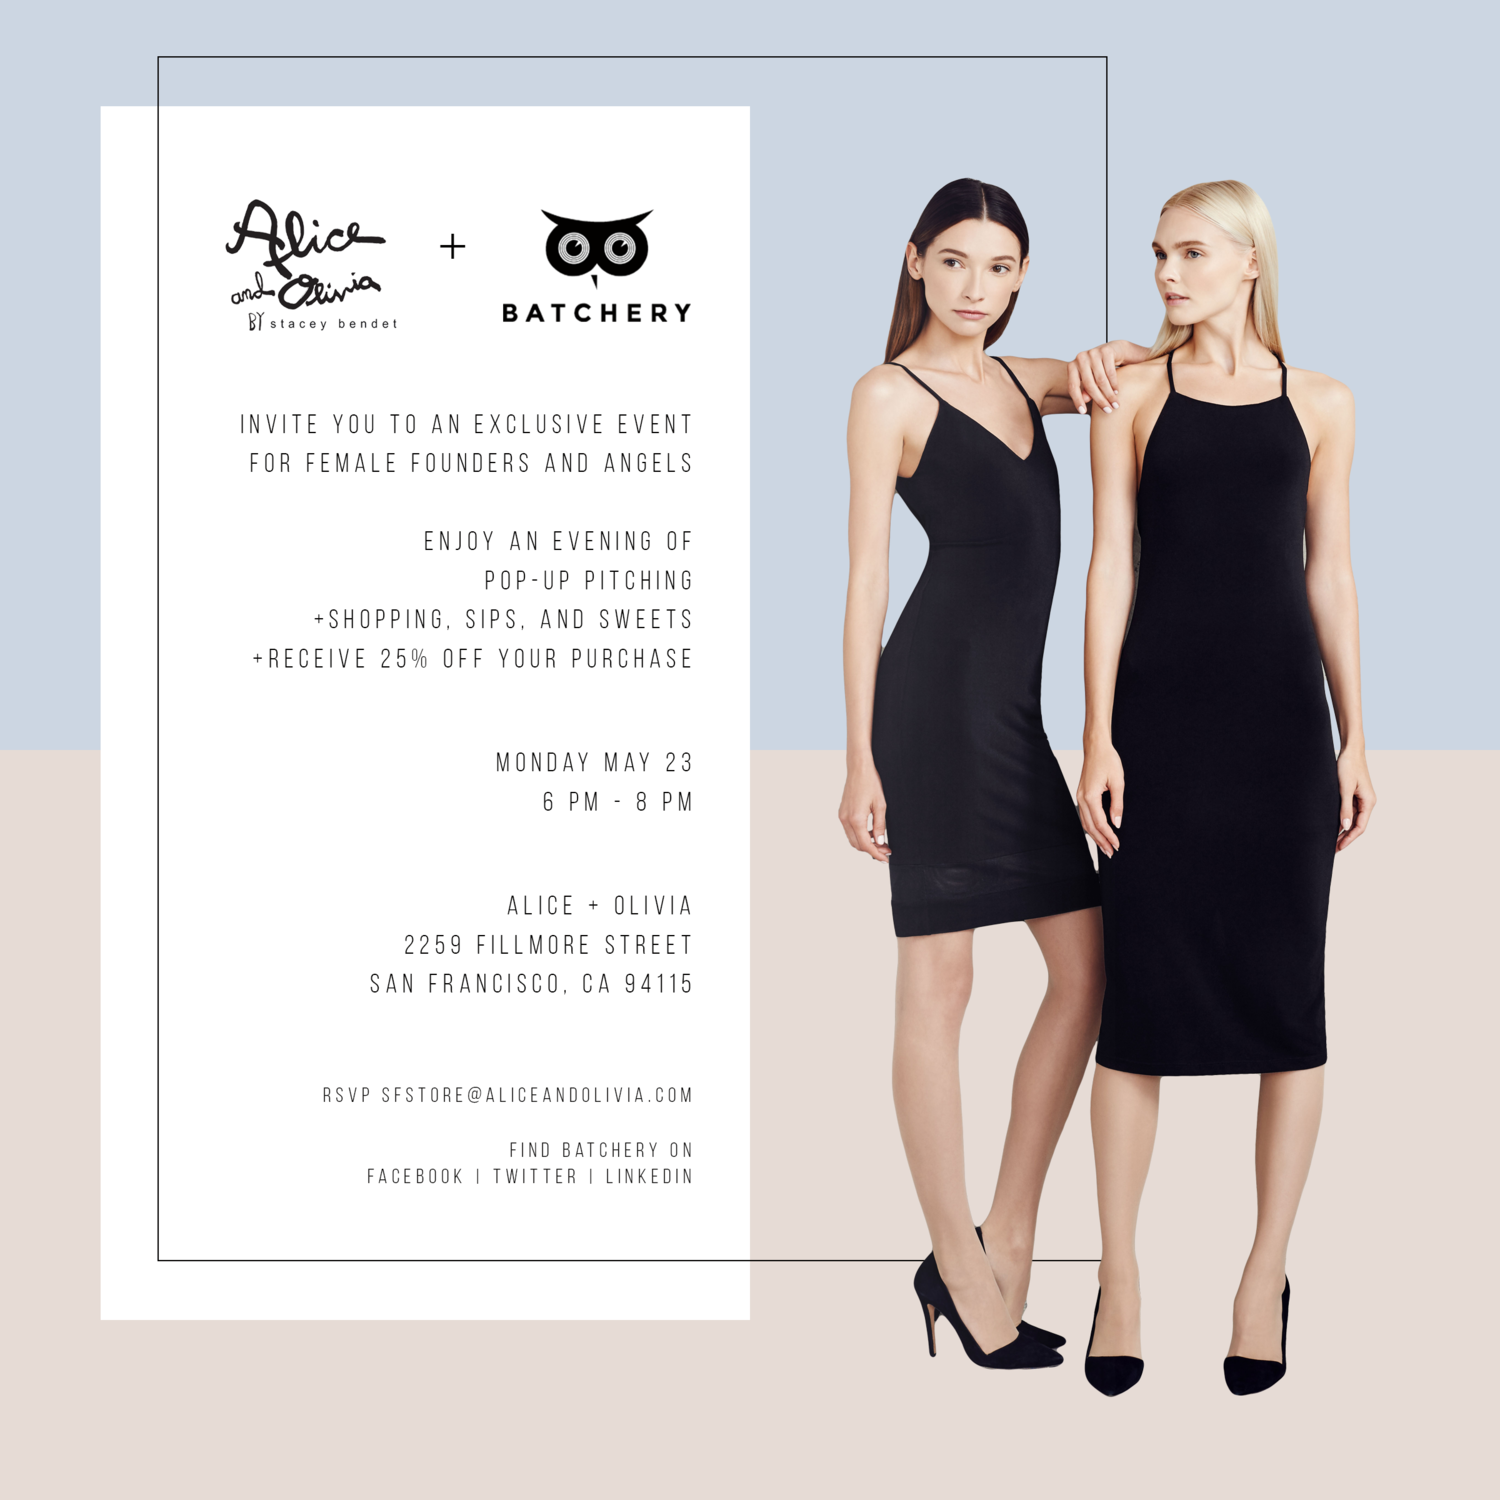 Alice
and Olivia
BY stacey bendet
+
BATCHERY
INVITE YOU TO AN EXCLUSIVE EVENT
FOR FEMALE FOUNDERS AND ANGELS
ENJOY AN EVENING OF
POP-UP PITCHING
+SHOPPING, SIPS, AND SWEETS
+RECEIVE 25% OFF YOUR PURCHASE
MONDAY MAY 23
6 PM - 8 PM
ALICE + OLIVIA
2259 FILLMORE STREET
SAN FRANCISCO, CA 94115
RSVP SFSTORE@ALICEANDOLIVIA.COM
FIND BATCHERY ON
FACEBOOK | TWITTER | LINKEDIN